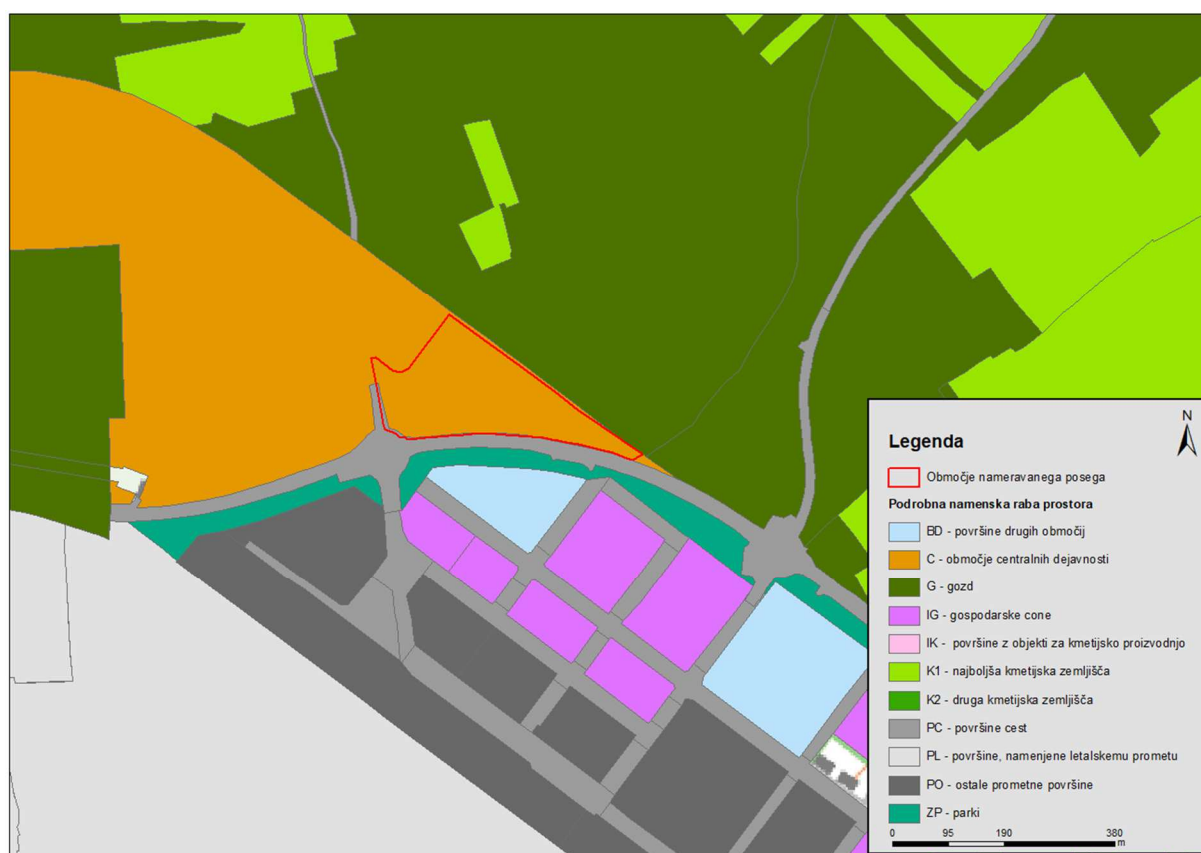 N
Legenda
Območje nameravanega posega
Podrobna namenska raba prostora
BD - površine drugih območij
C - območje centralnih dejavnosti
G - gozd
IG - gospodarske cone
IK - površine z objekti za kmetijsko proizvodnjo
K1 - najboljša kmetijska zemljišča
K2 - druga kmetijska zemljišča
PC - površine cest
PL - površine, namenjene letalskemu prometu
PO - ostale prometne površine
ZP - parki
0 95 190 380
m